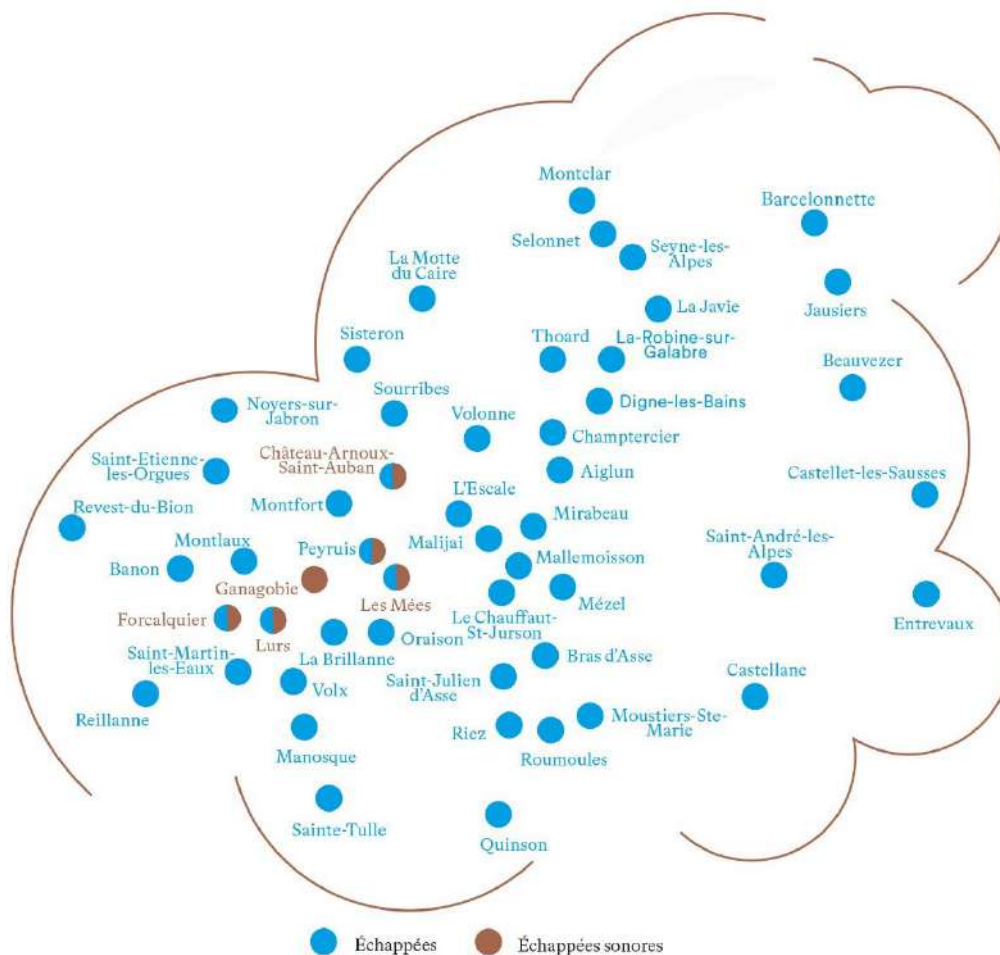 Montclar
Barcelonnette
Selonnet
Seyne-les-
Alpes
La Motte
du Caire
La Javie
Jausiers
Sisteron
Thoard
La-Robine-sur-
Galabre
Beauvezer
Noyers-sur-
Jabron
Sourribes
Volonne
Digne-les-Bains
Champtercier
Saint-Etienne-
les-Orgues
Château-Arnoux-
Saint-Auban
Aiglun
Castellet-les-Sausses
Revest-du-Bion
Montfort
L'Escale
Mirabeau
Montlaux
Peyruis
Malijai
Saint-André-les-
Alpes
Banon
Mallemoisson
Ganagobie
Les Mées
Mézel
Forcalquier
Lurs
Le Chauffaut-
St-Jurson
Entrevaux
Oraison
La Brillanne
Saint-Martin-
les-Eaux
Bras d'Asse
Volx
Saint-Julien
d'Asse
Castellane
Reillanne
Manosque
Riez
Roumoules
Moustiers-Ste-
Marie
Sainte-Tulle
Quinson
Échappées
Échappées sonores